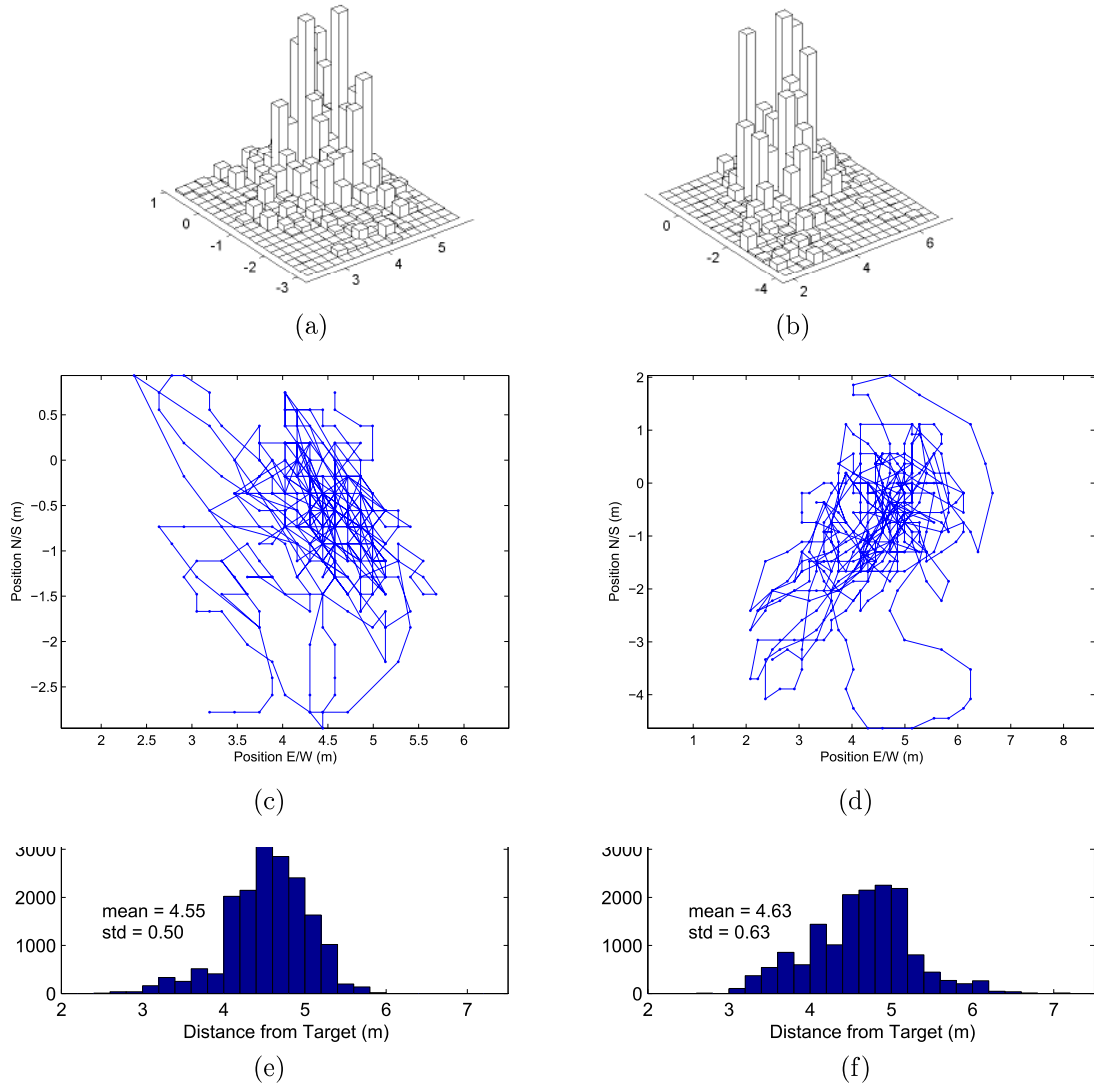 1
0
-1
-2
-3
3
4
5
0
-2
-4
2
4
6
(a)
(b)
Position N/S (m)
0.5
0
−0.5
−1
−1.5
−2
−2.5
2 2.5 3 3.5 4 4.5 5 5.5 6
Position E/W (m)
Position N/S (m)
2
1
0
−1
−2
−3
−4
1 2 3 4 5 6 7 8
Position E/W (m)
(c)
(d)
3000
2000
1000
0
mean = 4.55
std = 0.50
2 3 4 5 6 7
Distance from Target (m)
3000
2000
1000
0
mean = 4.63
std = 0.63
2 3 4 5 6 7
Distance from Target (m)
(e)
(f)